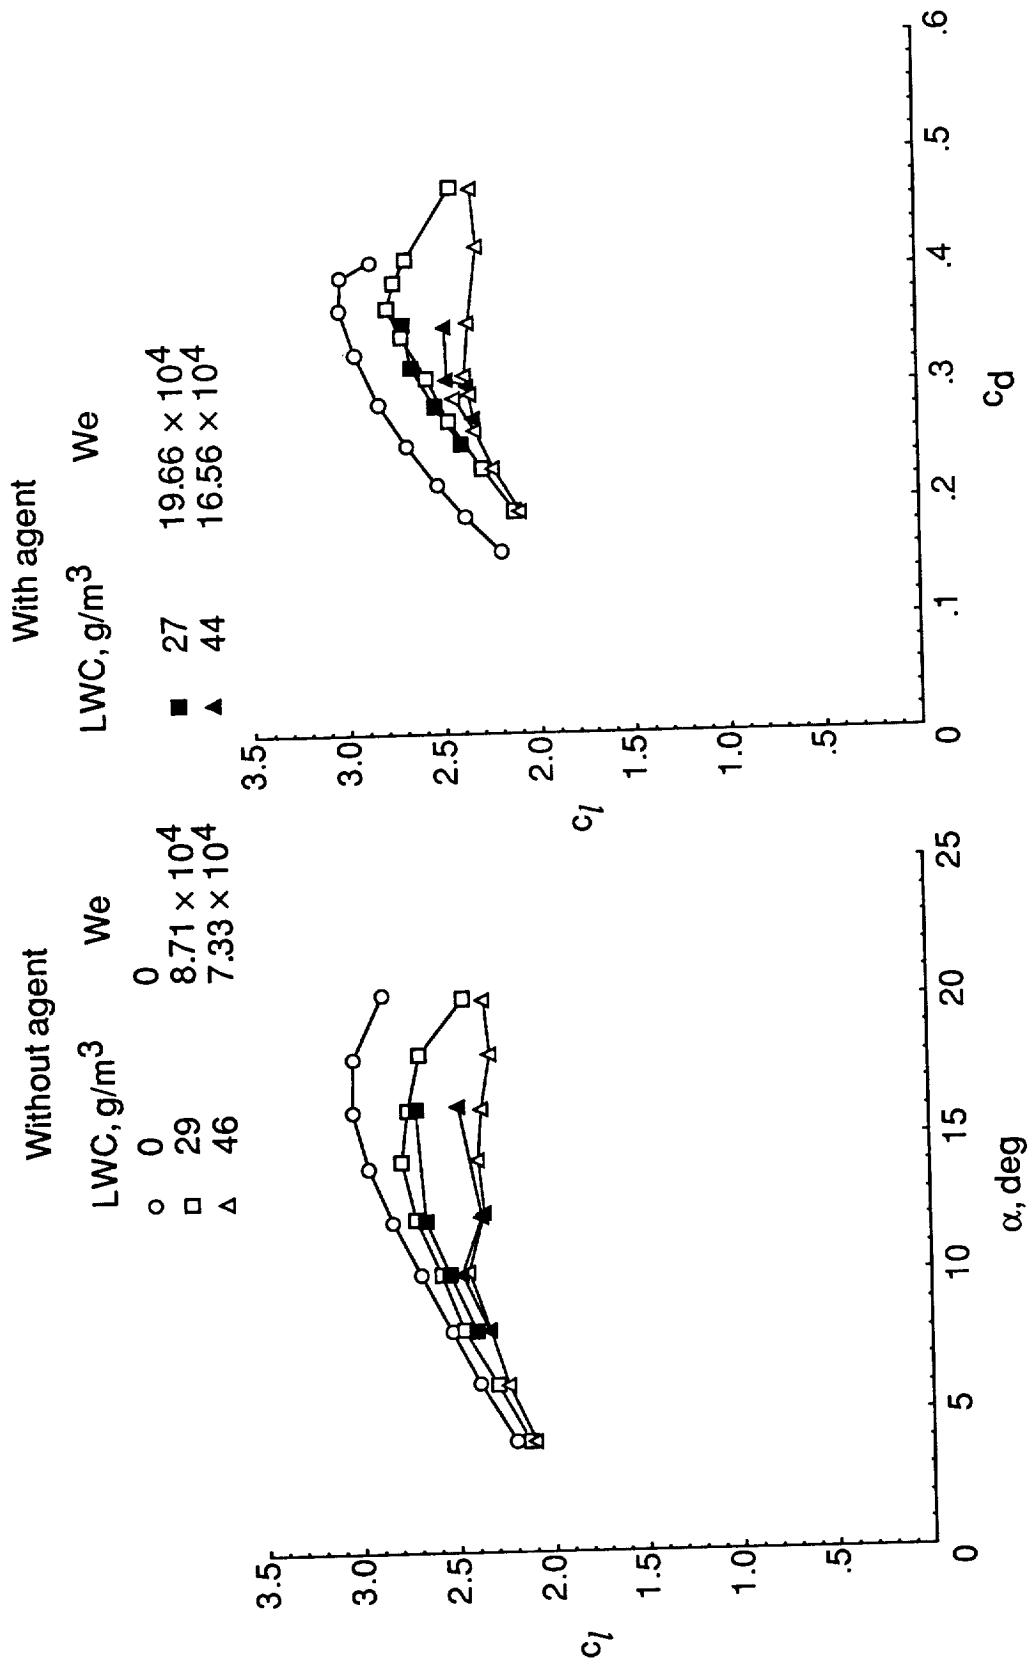 Without agent
With agent
LWC, g/m3 We
○ 0 0
□ 29 8.71 × 104
△ 46 7.33 × 104
LWC, g/m3 We
■ 27 19.66 × 104
▲ 44 16.56 × 104
3.5
3.0
2.5
2.0
1.5
1.0
.5
cl
0 5 10 15 20 25
α, deg
3.5
3.0
2.5
2.0
1.5
1.0
.5
cl
0 .1 .2 .3 .4 .5 .6
cd